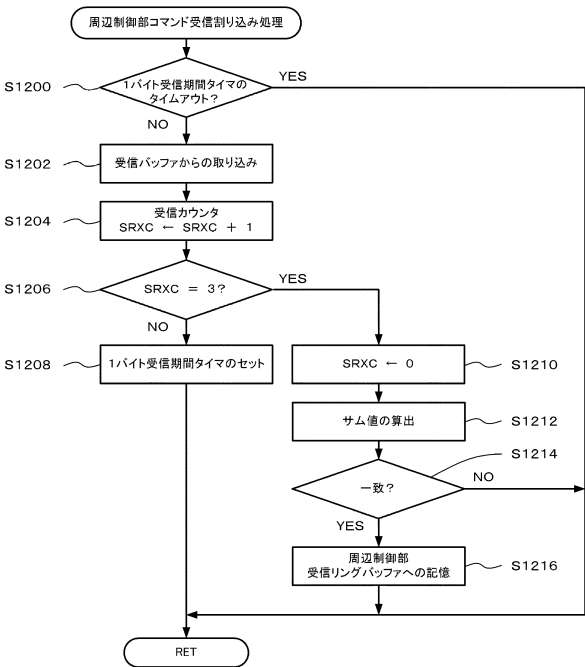 周辺制御部コマンド受信割り込み処理
S1200
1バイト受信期間タイマの
タイムアウト?
YES
NO
S1202
受信バッファからの取り込み
S1204
受信カウンタ
SRXC ← SRXC + 1
S1206
SRXC = 3?
YES
NO
S1208
1バイト受信期間タイマのセット
SRXC ← 0
S1210
サム値の算出
S1212
S1214
一致?
NO
YES
周辺制御部
受信リングバッファへの記憶
S1216
RET